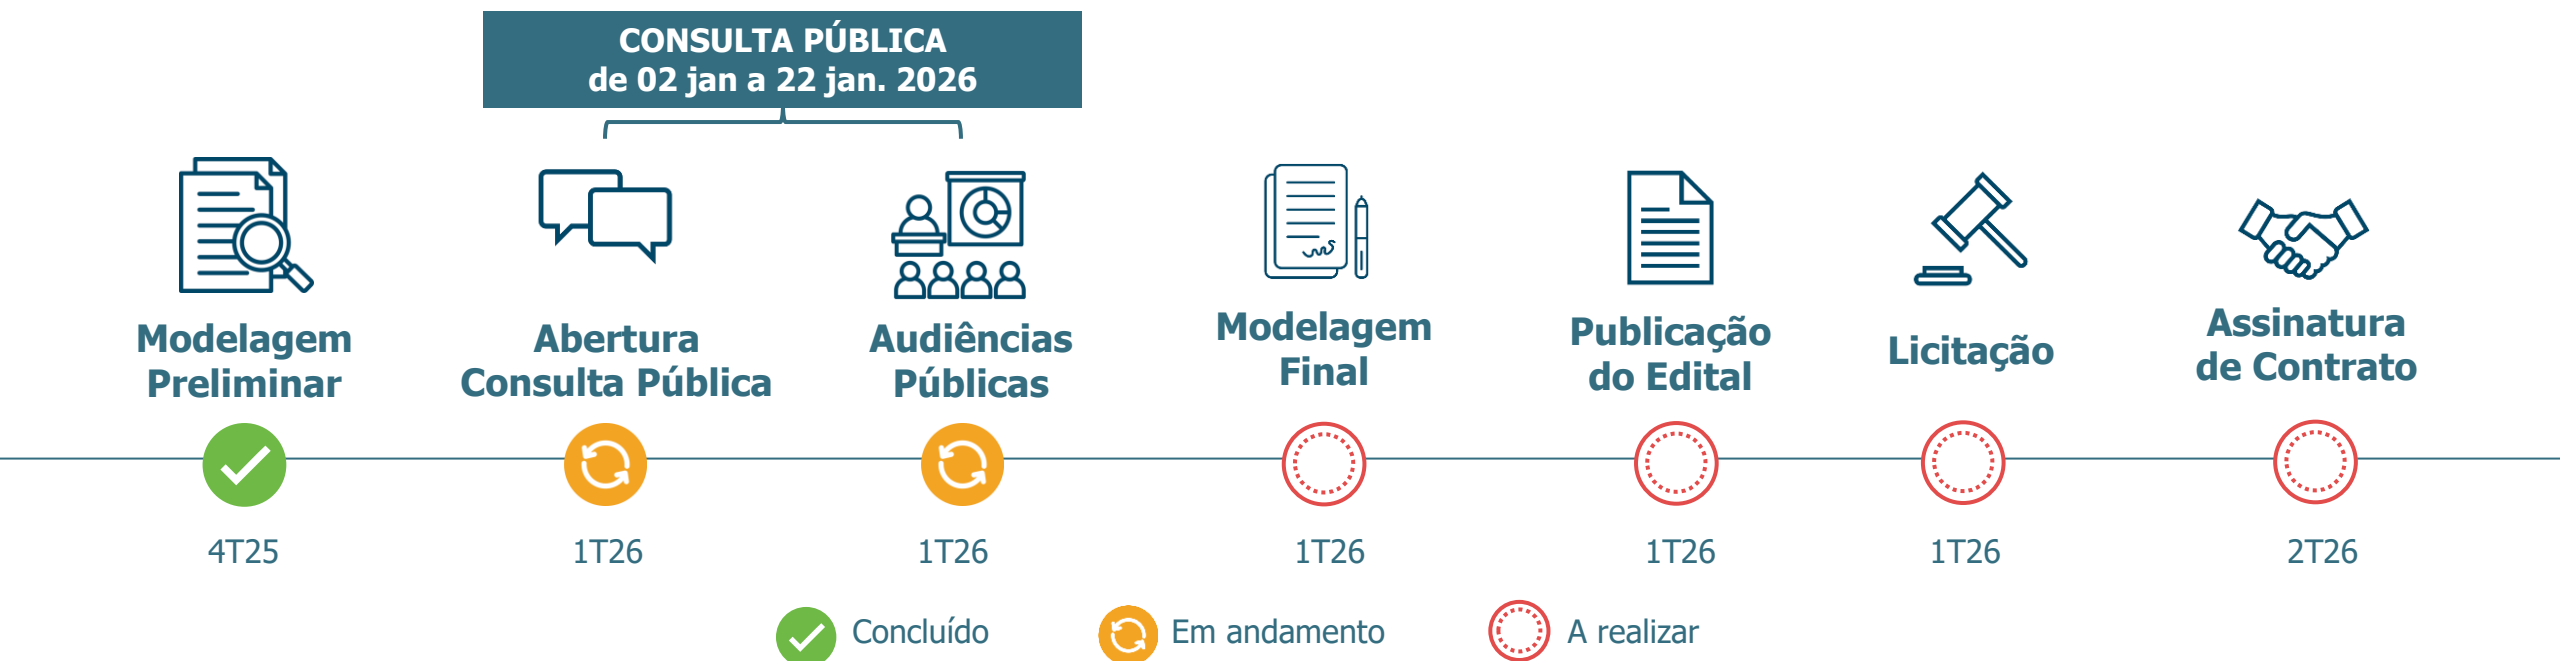 CONSULTA PÚBLICA
de 02 jan a 22 jan. 2026
Modelagem
Preliminar
Abertura
Consulta Pública
Audiências
Públicas
Modelagem
Final
Publicação
do Edital
Licitação
Assinatura
de Contrato
4T25
1T26
1T26
1T26
1T26
1T26
2T26
Concluído
Em andamento
A realizar